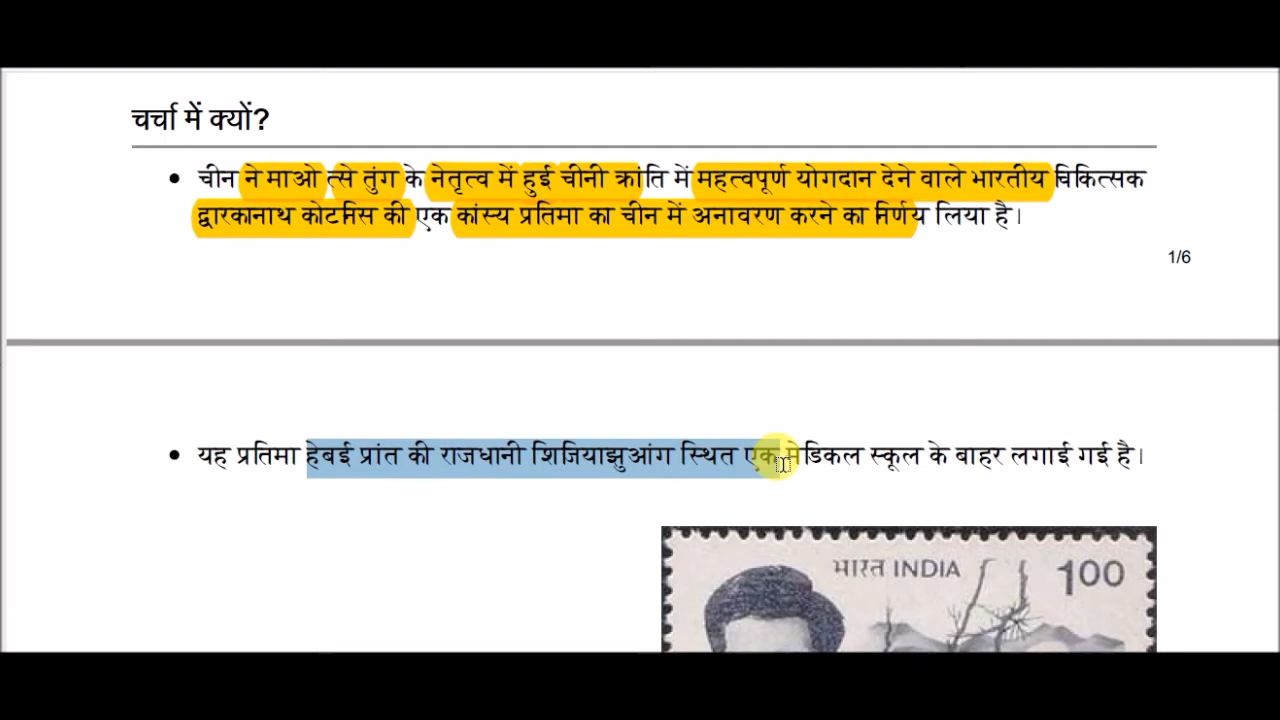 चर्चा में क्यों?
• चीन ने माओ त्से तुंग के नेतृत्व में हुई चीनी क्रांति में महत्वपूर्ण योगदान देने वाले भारतीय चिकित्सक
द्वारकानाथ कोटनिस की एक कांस्य प्रतिमा का चीन में अनावरण करने का निर्णय लिया है।
1/6
• यह प्रतिमा हेबई प्रांत की राजधानी शिजियाझुआंग स्थित एक मेडिकल स्कूल के बाहर लगाई गई है।
भारत INDIA 100